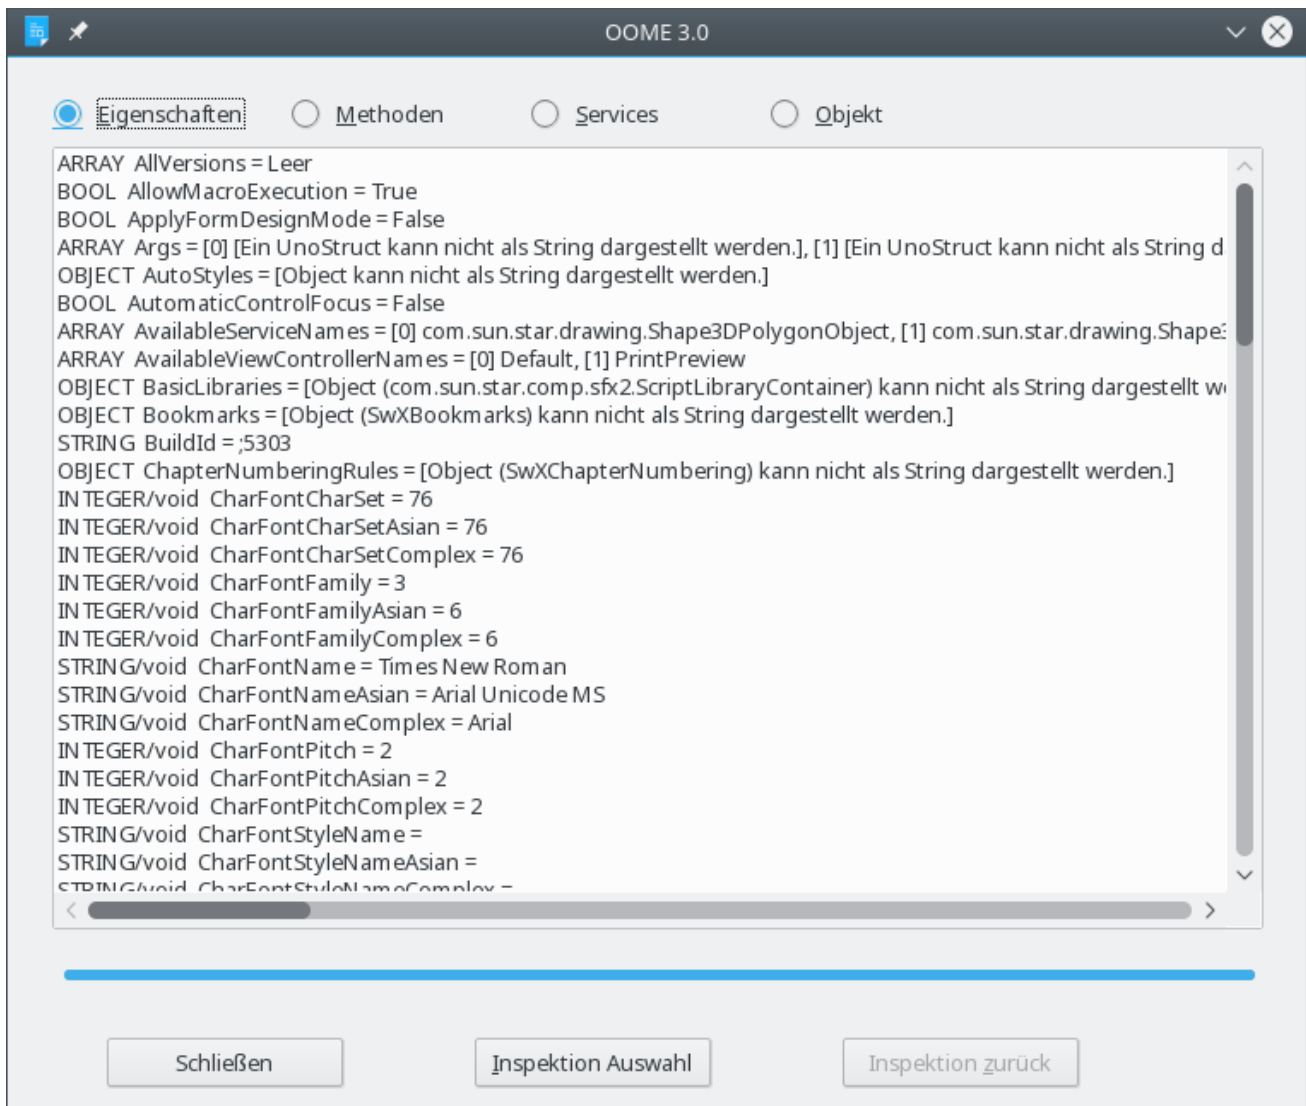 OOME 3.0
Eigenschaften Methoden Services Objekt
ARRAY AllVersions = Leer
BOOL AllowMacroExecution = True
BOOL ApplyFormDesignMode = False
ARRAY Args = [0] [Ein UnoStruct kann nicht als String dargestellt werden.], [1] [Ein UnoStruct kann nicht als String d
OBJECT AutoStyles = [Object kann nicht als String dargestellt werden.]
BOOL AutomaticControlFocus = False
ARRAY AvailableServiceNames = [0] com.sun.star.drawing.Shape3DPolygonObject, [1] com.sun.star.drawing.Shape3
ARRAY AvailableViewControllerNames = [0] Default, [1] PrintPreview
OBJECT BasicLibraries = [Object (com.sun.star.comp.sfx2.ScriptLibraryContainer) kann nicht als String dargestellt we
OBJECT Bookmarks = [Object (SwXBookmarks) kann nicht als String dargestellt werden.]
STRING BuildId = ;5303
OBJECT ChapterNumberingRules = [Object (SwXChapterNumbering) kann nicht als String dargestellt werden.]
INTEGER/void CharFontCharSet = 76
INTEGER/void CharFontCharSetAsian = 76
INTEGER/void CharFontCharSetComplex = 76
INTEGER/void CharFontFamily = 3
INTEGER/void CharFontFamilyAsian = 6
INTEGER/void CharFontFamilyComplex = 6
STRING/void CharFontName = Times New Roman
STRING/void CharFontNameAsian = Arial Unicode MS
STRING/void CharFontNameComplex = Arial
INTEGER/void CharFontPitch = 2
INTEGER/void CharFontPitchAsian = 2
INTEGER/void CharFontPitchComplex = 2
STRING/void CharFontStyleName =
STRING/void CharFontStyleNameAsian =
STRING/void CharFontStyleNameComplex =
Schließen Inspektion Auswahl Inspektion zurück